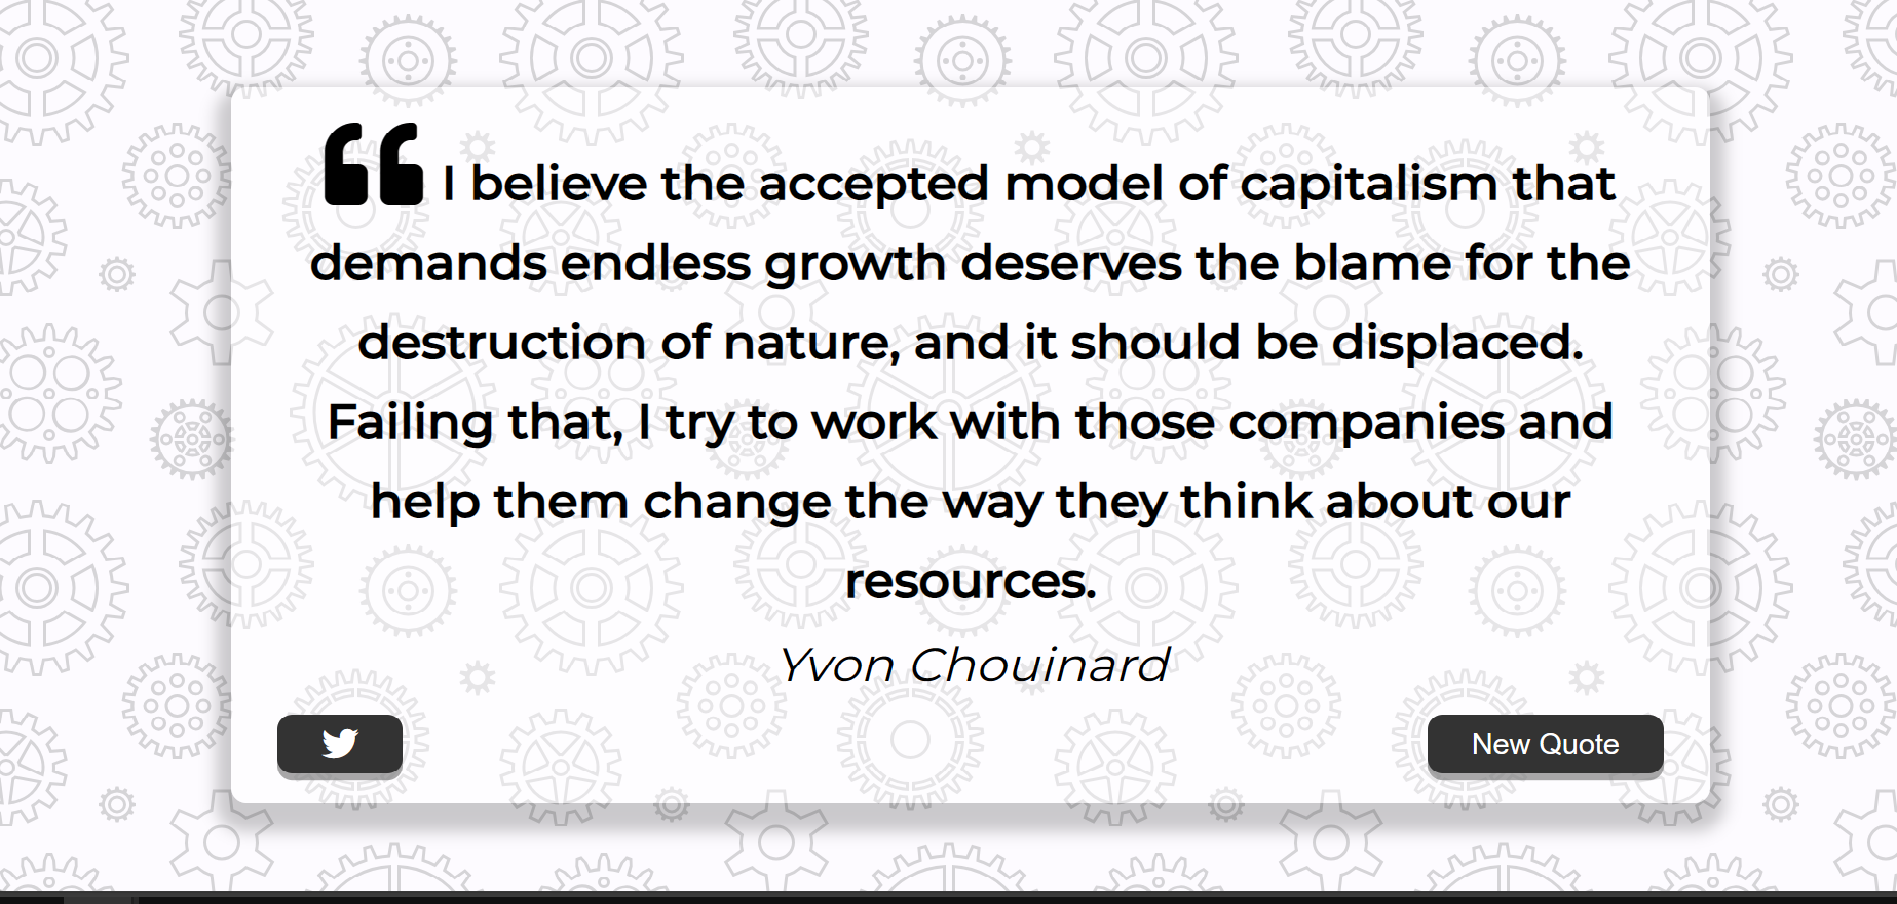 I believe the accepted model of capitalism that
demands endless growth deserves the blame for the
destruction of nature, and it should be displaced.
Failing that, I try to work with those companies and
help them change the way they think about our
resources.
Yvon Chouinard
New Quote